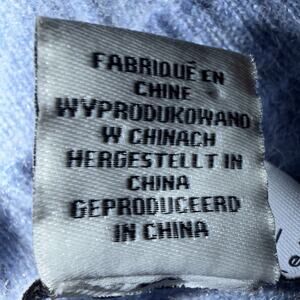 FABRIQUÉ EN
CHINE
WYPRODUKOWANO
W CHINACH
HERGESTELLT IN
CHINA
GEPRODUCEERD
IN CHINA